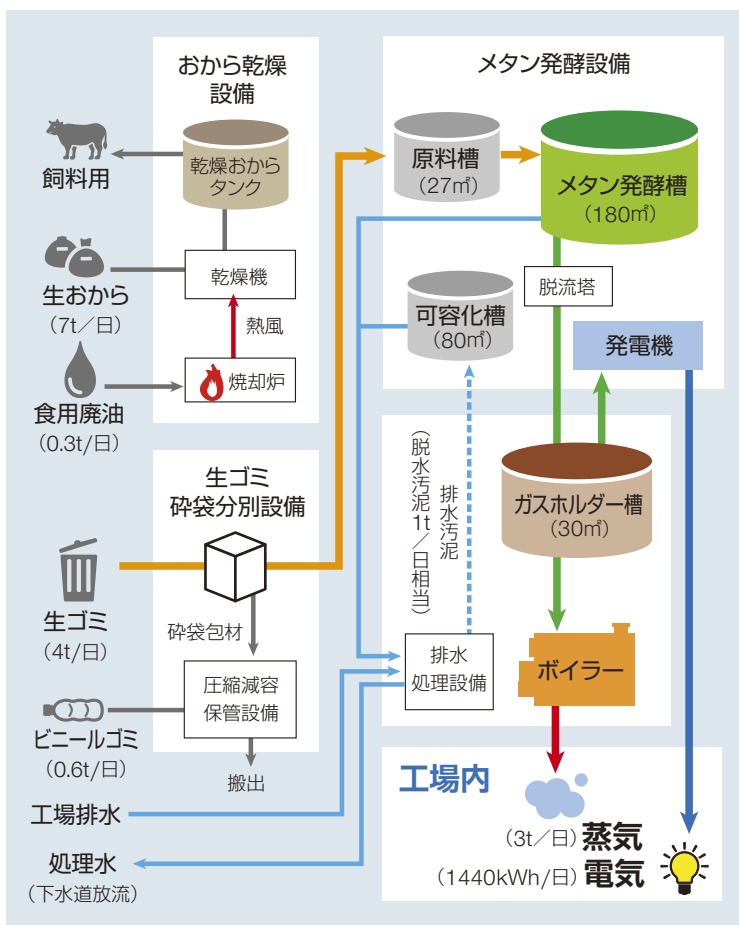 おから乾燥
設備
乾燥おから
タンク
飼料用
生おから
(7t／日)
乾燥機
熱風
食用廃油
(0.3t/日)
焼却炉
生ゴミ
砕袋分別設備
生ゴミ
(4t/日)
砕袋包材
圧縮減容
保管設備
ビニールゴミ
(0.6t/日)
搬出
工場排水
処理水
(下水道放流)
メタン発酵設備
原料槽
(27㎥)
メタン発酵槽
(180㎥)
脱流塔
可容化槽
(80㎥)
発電機
排水汚泥
(脱水汚泥1t／日相当)
ガスホルダー槽
(30㎥)
排水
処理設備
ボイラー
工場内
(3t／日)蒸気
(1440kWh/日)電気